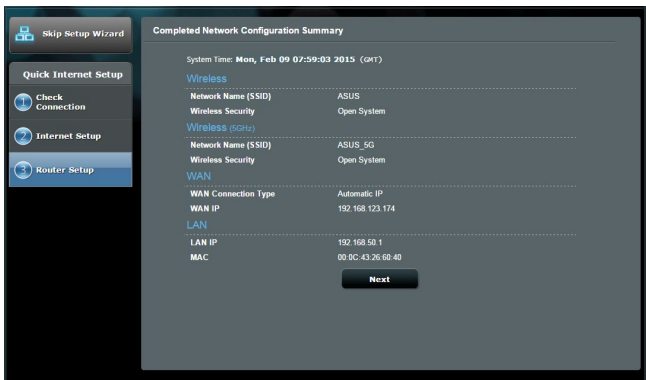 Skip Setup Wizard
Quick Internet Setup
1 Check
Connection
2 Internet Setup
3 Router Setup
Completed Network Configuration Summary
System Time: Mon, Feb 09 07:59:03 2015 (GMT)
Wireless
Network Name (SSID) ASUS
Wireless Security Open System
Wireless (5GHz)
Network Name (SSID) ASUS_5G
Wireless Security Open System
WAN
WAN Connection Type Automatic IP
WAN IP 192.168.123.174
LAN
LAN IP 192.168.50.1
MAC 00:0C:43:26:60:40
Next